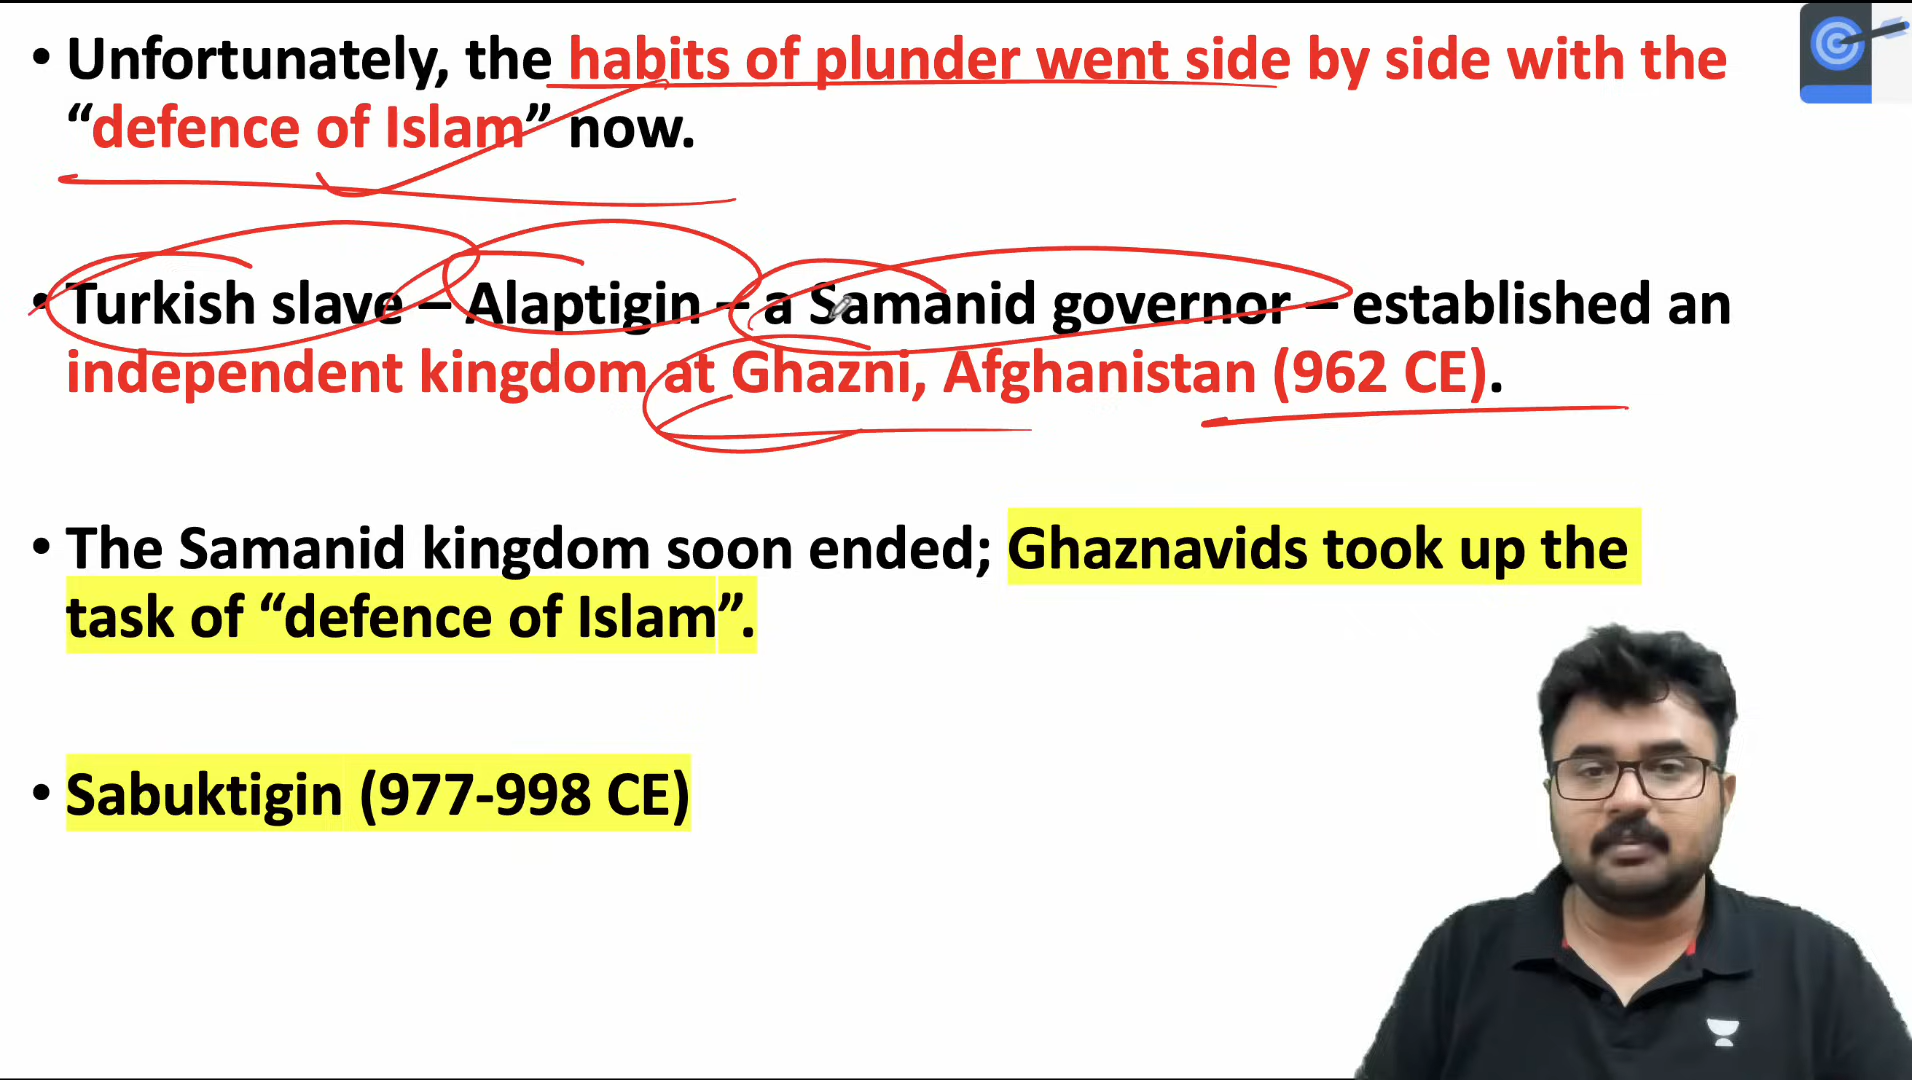 • Unfortunately, the habits of plunder went side by side with the
“defence of Islam” now.
• Turkish slave – Alaptigin – a Samanid governor – established an
independent kingdom at Ghazni, Afghanistan (962 CE).
• The Samanid kingdom soon ended; Ghaznavids took up the
task of “defence of Islam”.
• Sabuktigin (977-998 CE)